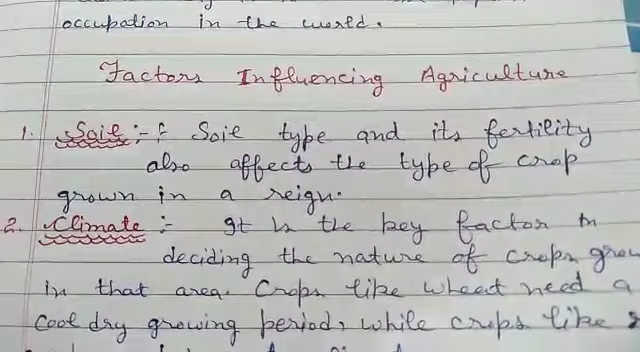 occupation in the world.
Factors Influencing Agriculture
1. Soil :- : Soil type and its fertility
also affects the type of crop
grown in a reign.
2. Climate :- It is the key factor in
deciding the nature of crops grow
in that area. Crops like wheat need a
cool dry growing period, while crops like